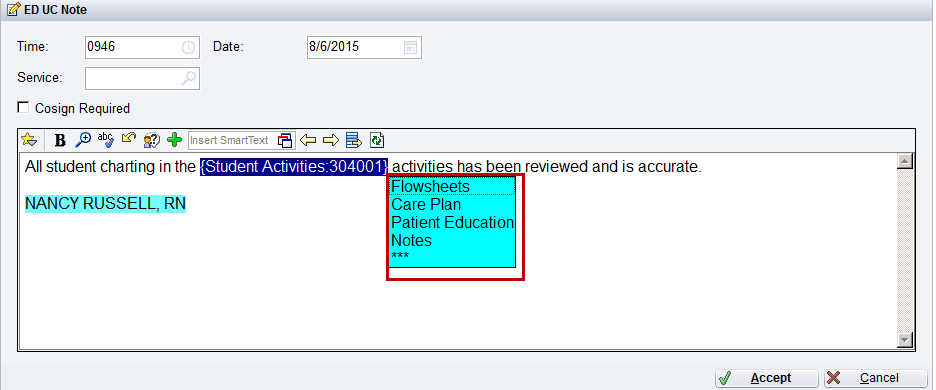 ED UC Note
Time: 0946 Date: 8/6/2015
Service:
Cosign Required
B abc Insert SmartText
All student charting in the {Student Activities:304001} activities has been reviewed and is accurate.
NANCY RUSSELL, RN
Flowsheets
Care Plan
Patient Education
Notes
***
Accept Cancel